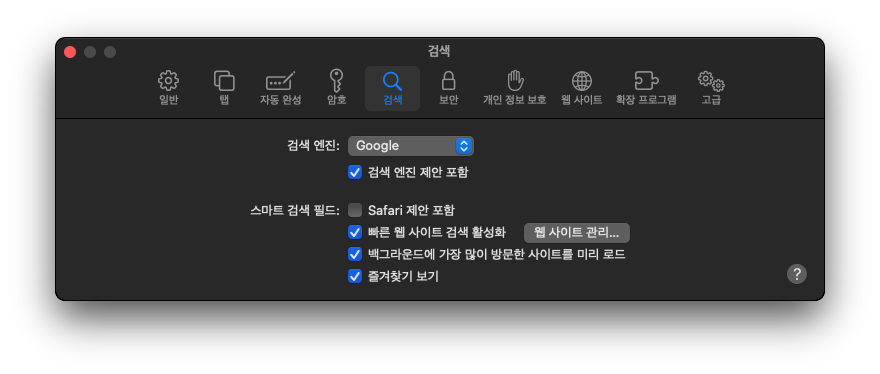 검색
일반
탭
자동 완성
암호
검색
보안
개인 정보 보호
웹 사이트
확장 프로그램
고급
검색 엔진: Google
검색 엔진 제안 포함
스마트 검색 필드: Safari 제안 포함
빠른 웹 사이트 검색 활성화 웹 사이트 관리...
백그라운드에 가장 많이 방문한 사이트를 미리 로드
즐겨찾기 보기
?